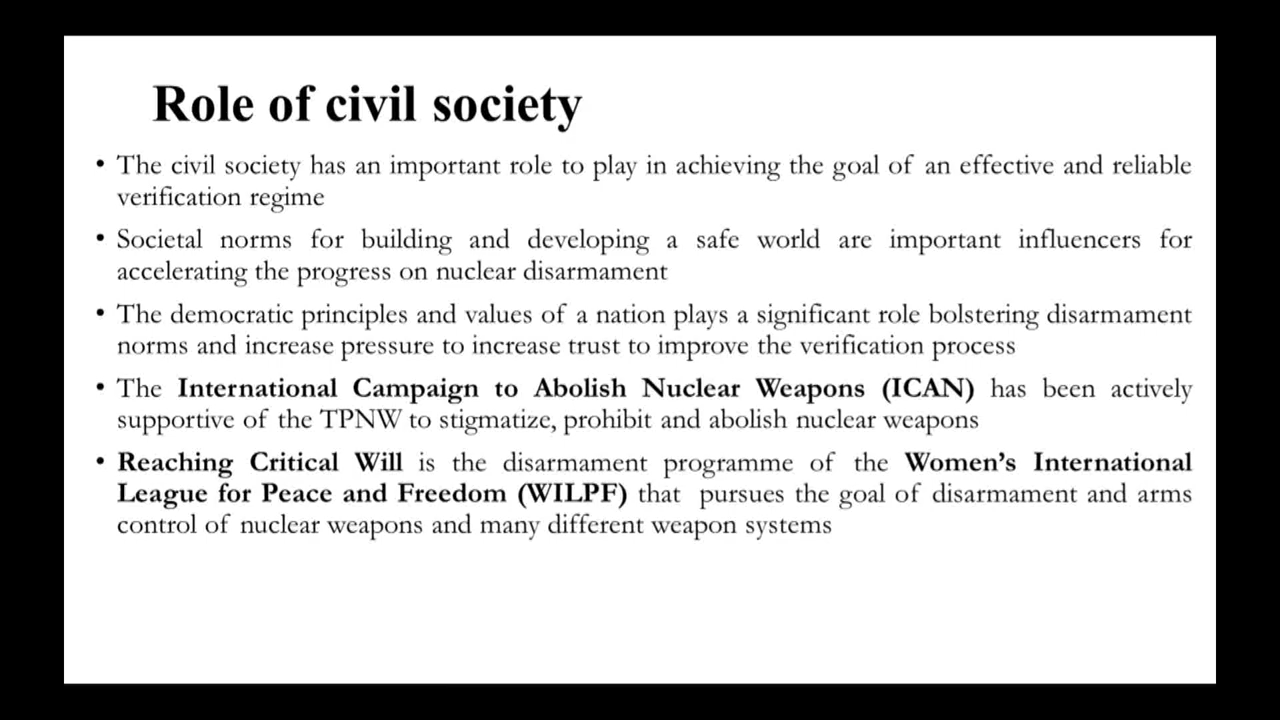 Role of civil society
• The civil society has an important role to play in achieving the goal of an effective and reliable
verification regime
• Societal norms for building and developing a safe world are important influencers for
accelerating the progress on nuclear disarmament
• The democratic principles and values of a nation plays a significant role bolstering disarmament
norms and increase pressure to increase trust to improve the verification process
• The International Campaign to Abolish Nuclear Weapons (ICAN) has been actively
supportive of the TPNW to stigmatize, prohibit and abolish nuclear weapons
• Reaching Critical Will is the disarmament programme of the Women’s International
League for Peace and Freedom (WILPF) that pursues the goal of disarmament and arms
control of nuclear weapons and many different weapon systems